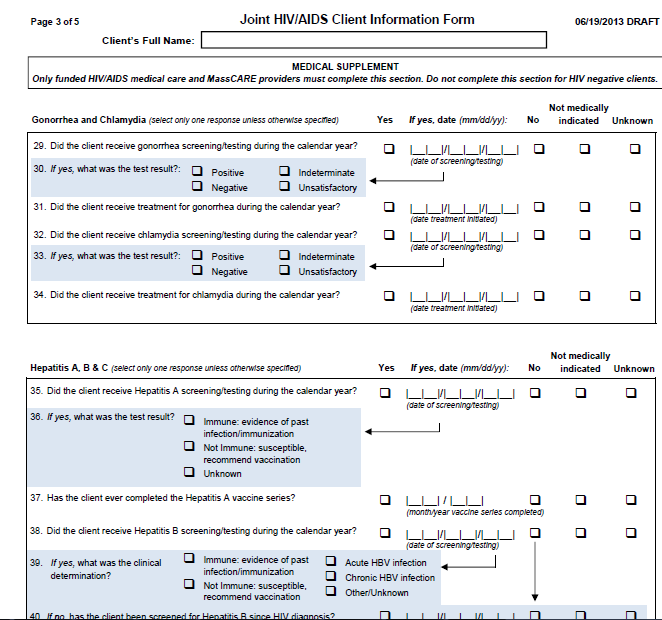 Page 3 of 5
Joint HIV/AIDS Client Information Form
06/19/2013 DRAFT
Client's Full Name:
MEDICAL SUPPLEMENT
Only funded HIV/AIDS medical care and MassCARE providers must complete this section. Do not complete this section for HIV negative clients.
Gonorrhea and Chlamydia (select only one response unless otherwise specified) Yes If yes, date (mm/dd/yy): No Not medically indicated Unknown
29. Did the client receive gonorrhea screening/testing during the calendar year? |__|__|/|__|__|/|__|__|
(date of screening/testing)
30. If yes, what was the test result?: Positive Indeterminate
Negative Unsatisfactory
31. Did the client receive treatment for gonorrhea during the calendar year? |__|__|/|__|__|/|__|__|
(date treatment initiated)
32. Did the client receive chlamydia screening/testing during the calendar year? |__|__|/|__|__|/|__|__|
(date of screening/testing)
33. If yes, what was the test result?: Positive Indeterminate
Negative Unsatisfactory
34. Did the client receive treatment for chlamydia during the calendar year? |__|__|/|__|__|/|__|__|
(date treatment initiated)
Hepatitis A, B & C (select only one response unless otherwise specified) Yes If yes, date (mm/dd/yy): No Not medically indicated Unknown
35. Did the client receive Hepatitis A screening/testing during the calendar year? |__|__|/|__|__|/|__|__|
(date of screening/testing)
36. If yes, what was the test result? Immune: evidence of past
infection/immunization
Not Immune: susceptible,
recommend vaccination
Unknown
37. Has the client ever completed the Hepatitis A vaccine series? |__|__| / |__|__|
(month/year vaccine series completed)
38. Did the client receive Hepatitis B screening/testing during the calendar year? |__|__|/|__|__|/|__|__|
(date of screening/testing)
39. If yes, what was the clinical
determination?
Immune: evidence of past
infection/immunization
Not Immune: susceptible,
recommend vaccination
Acute HBV infection
Chronic HBV infection
Other/Unknown
40. If no, has the client been screened for Hepatitis B since HIV diagnosis? |__|__|/|__|__|/|__|__|